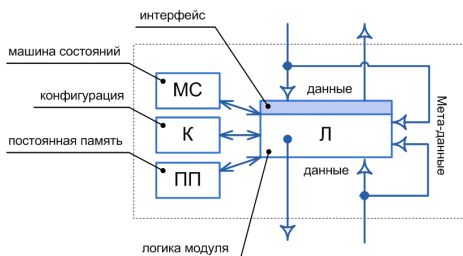 интерфейс
машина состояний
МС
данные
конфигурация
К
Л
Мета-данные
постоянная память
ПП
данные
логика модуля